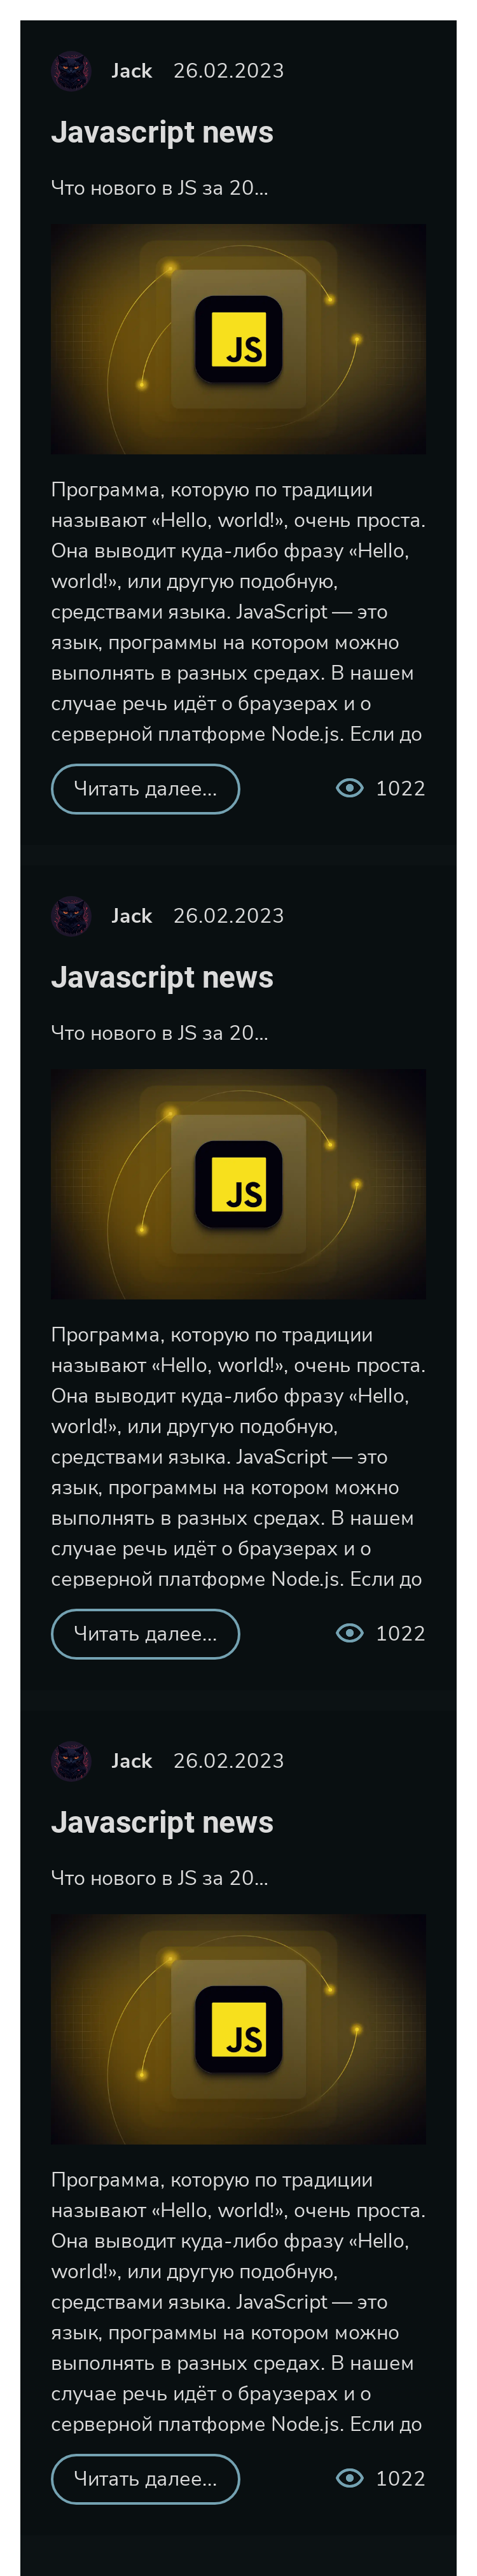 Jack 26.02.2023
Javascript news
Что нового в JS за 20...
JS
Программа, которую по традиции
называют «Hello, world!», очень проста.
Она выводит куда-либо фразу «Hello,
world!», или другую подобную,
средствами языка. JavaScript — это
язык, программы на котором можно
выполнять в разных средах. В нашем
случае речь идёт о браузерах и о
серверной платформе Node.js. Если до
Читать далее... 1022
Jack 26.02.2023
Javascript news
Что нового в JS за 20...
JS
Программа, которую по традиции
называют «Hello, world!», очень проста.
Она выводит куда-либо фразу «Hello,
world!», или другую подобную,
средствами языка. JavaScript — это
язык, программы на котором можно
выполнять в разных средах. В нашем
случае речь идёт о браузерах и о
серверной платформе Node.js. Если до
Читать далее... 1022
Jack 26.02.2023
Javascript news
Что нового в JS за 20...
JS
Программа, которую по традиции
называют «Hello, world!», очень проста.
Она выводит куда-либо фразу «Hello,
world!», или другую подобную,
средствами языка. JavaScript — это
язык, программы на котором можно
выполнять в разных средах. В нашем
случае речь идёт о браузерах и о
серверной платформе Node.js. Если до
Читать далее... 1022